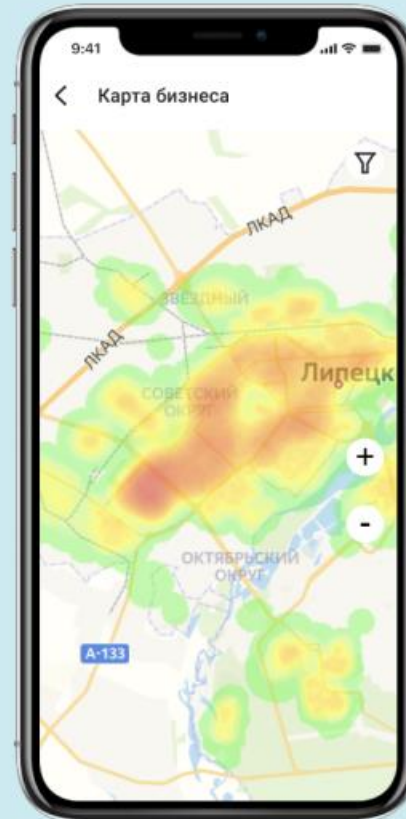 9:41
Карта бизнеса
ЛКАД
ЗВЕЗДНЫЙ
ЛКАД
Липецк
СОВЕТСКИЙ
ОКРУГ
+
-
ОКТЯБРЬСКИЙ
ОКРУГ
А-133